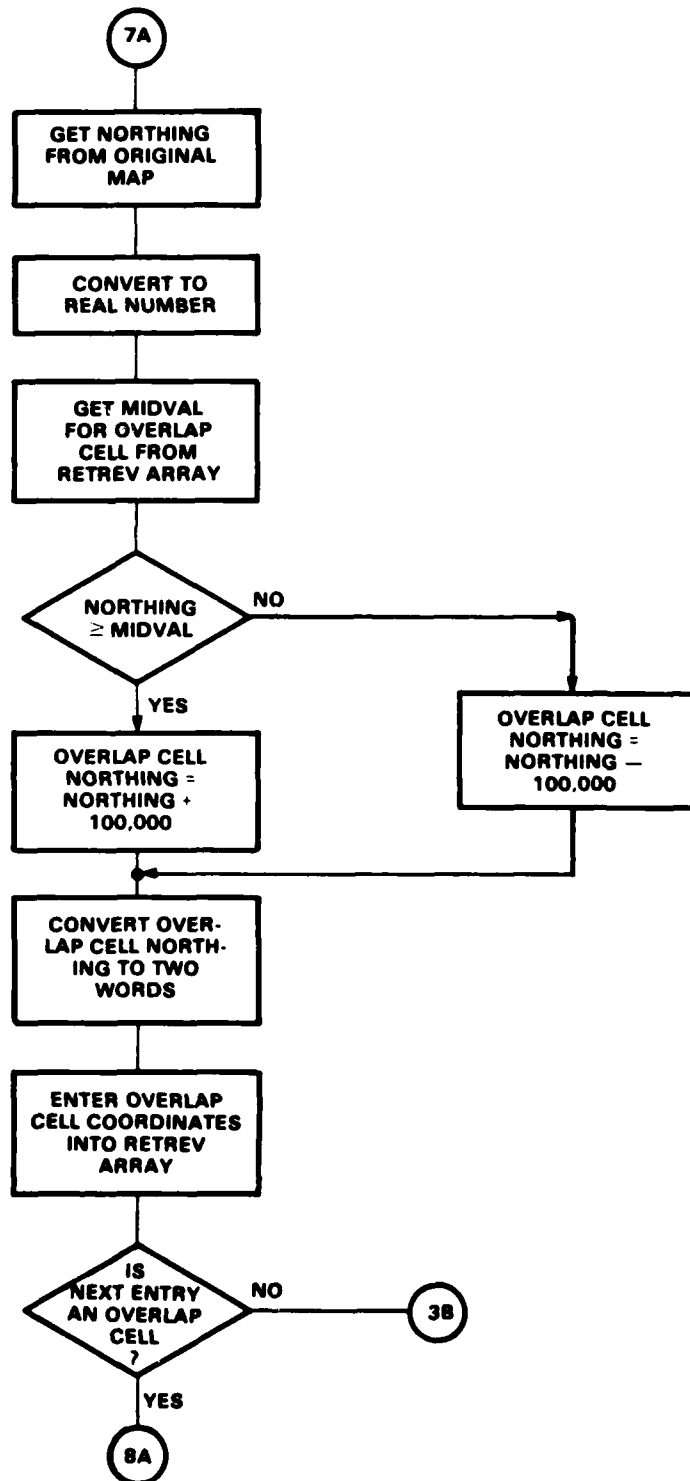 7A
GET NORTHING
FROM ORIGINAL
MAP
CONVERT TO
REAL NUMBER
GET MIDVAL
FOR OVERLAP
CELL FROM
RETREV ARRAY
NORTHING
≥ MIDVAL
NO
YES
OVERLAP CELL
NORTHING =
NORTHING +
100,000
OVERLAP CELL
NORTHING =
NORTHING —
100,000
CONVERT OVER-
LAP CELL NORTH-
ING TO TWO
WORDS
ENTER OVERLAP
CELL COORDINATES
INTO RETREV
ARRAY
IS
NEXT ENTRY
AN OVERLAP
CELL
?
NO
3B
YES
8A